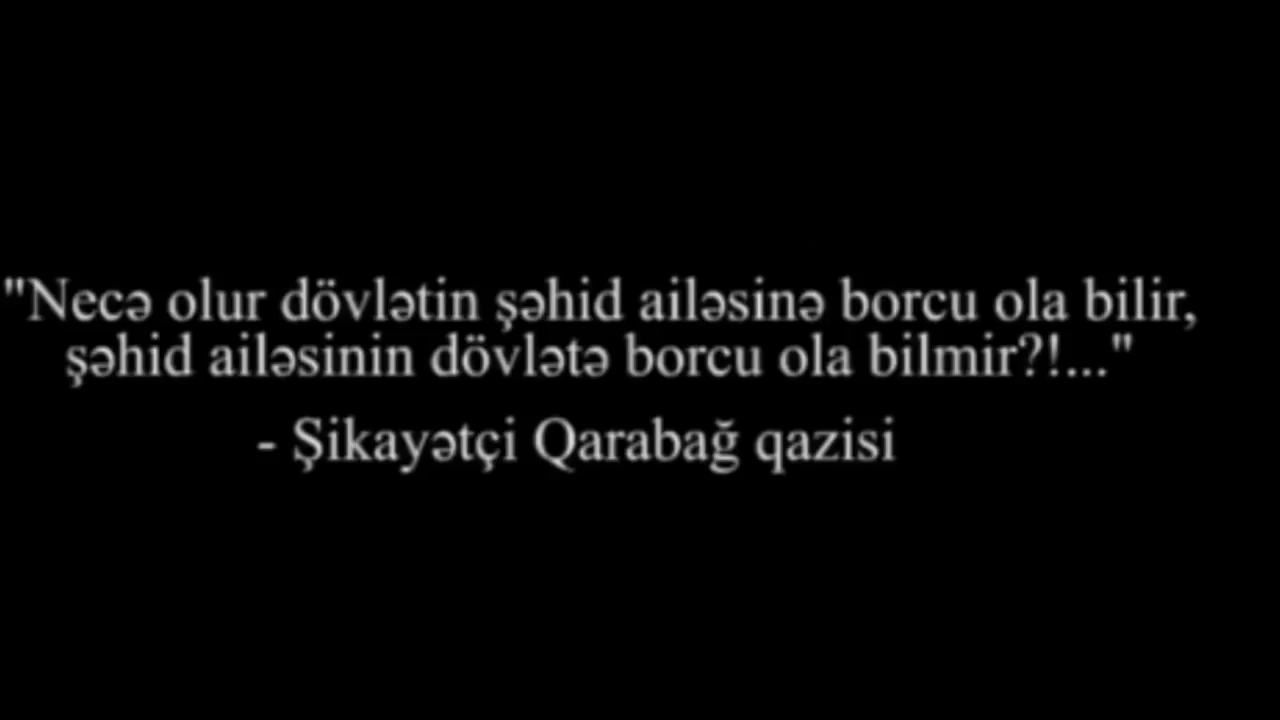 "Necə olur dövlətin şəhid ailəsinə borcu ola bilir,
şəhid ailəsinin dövlətə borcu ola bilmir?!..."
- Şikayətçi Qarabağ qazisi